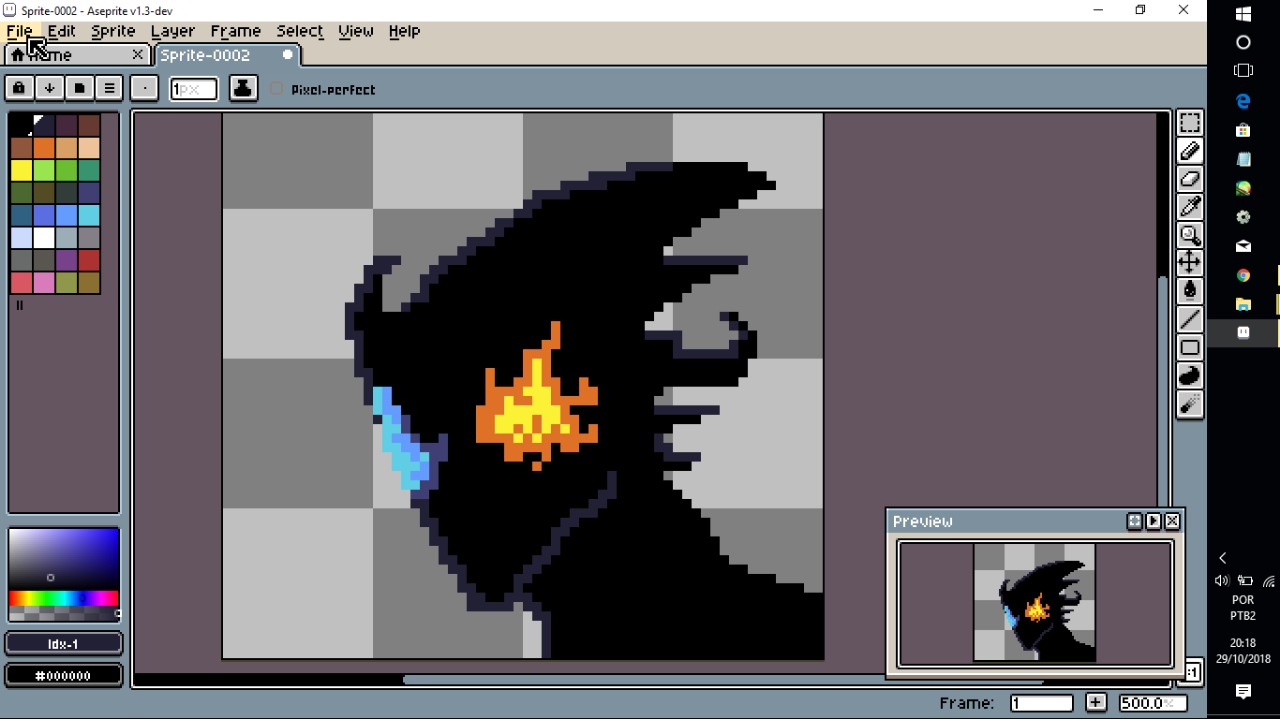 Sprite-0002 - Aseprite v1.3-dev
File Edit Sprite Layer Frame Select View Help
Home Sprite-0002
1px Pixel-perfect
Preview
Idx-1
#000000
:1
Frame: 1 500.0%
POR
PTB2
20:18
29/10/2018